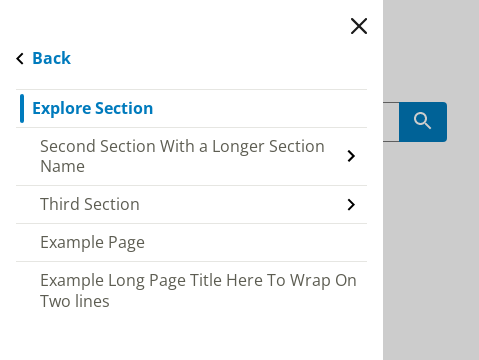 Back
Explore Section
Second Section With a Longer Section
Name
Third Section
Example Page
Example Long Page Title Here To Wrap On
Two lines